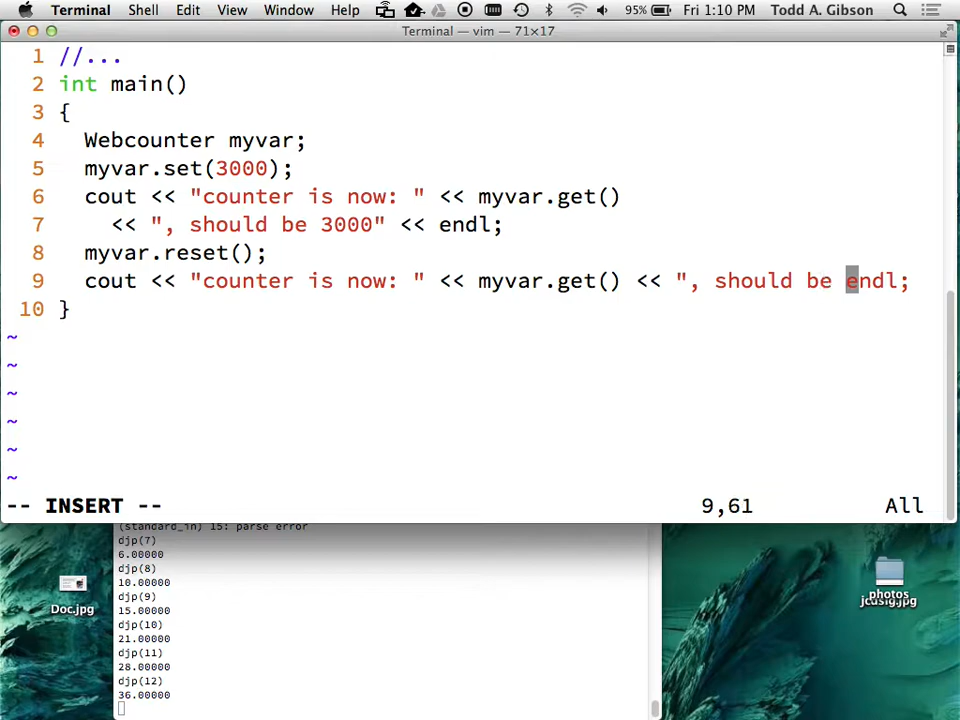 Terminal Shell Edit View Window Help 95% Fri 1:10 PM Todd A. Gibson
Terminal — vim — 71×17
1 //...
2 int main()
3 {
4   Webcounter myvar;
5   myvar.set(3000);
6   cout << "counter is now: " << myvar.get()
7     << ", should be 3000" << endl;
8   myvar.reset();
9   cout << "counter is now: " << myvar.get() << ", should be endl;
10 }
~
~
~
~
~
~
-- INSERT -- 9,61 All
(standard_in) 15: parse error
djp(7)
6.00000
djp(8)
10.00000
djp(9)
15.00000
djp(10)
21.00000
djp(11)
28.00000
djp(12)
36.00000
Doc.jpg
photos